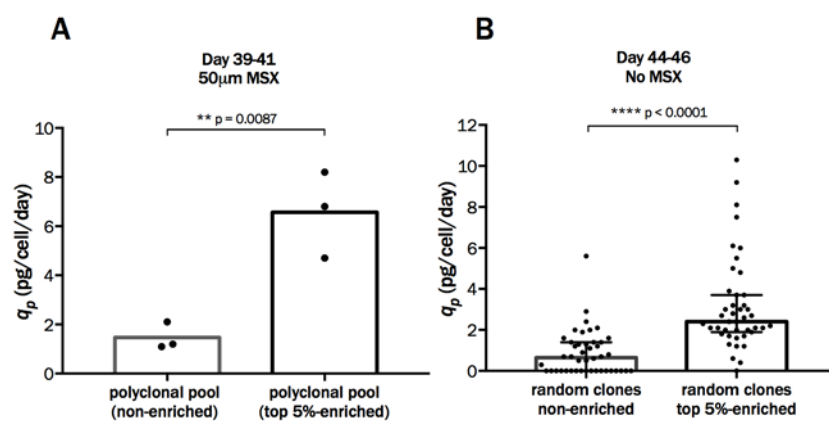 A
Day 39-41
50μm MSX
** p = 0.0087
10
8
6
4
2
0
qp (pg/cell/day)
polyclonal pool
(non-enriched)
polyclonal pool
(top 5%-enriched)
B
Day 44-46
No MSX
**** p < 0.0001
12
10
8
6
4
2
0
qp (pg/cell/day)
random clones
non-enriched
random clones
top 5%-enriched